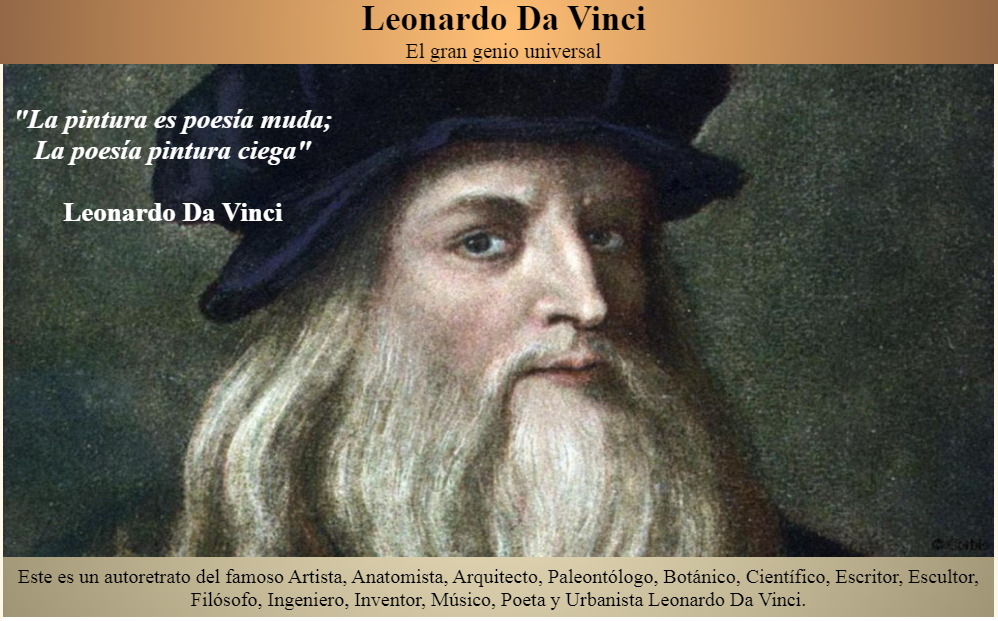 Leonardo Da Vinci
El gran genio universal
"La pintura es poesía muda;
La poesía pintura ciega"
Leonardo Da Vinci
© Corbis
Este es un autoretrato del famoso Artista, Anatomista, Arquitecto, Paleontólogo, Botánico, Científico, Escritor, Escultor,
Filósofo, Ingeniero, Inventor, Músico, Poeta y Urbanista Leonardo Da Vinci.